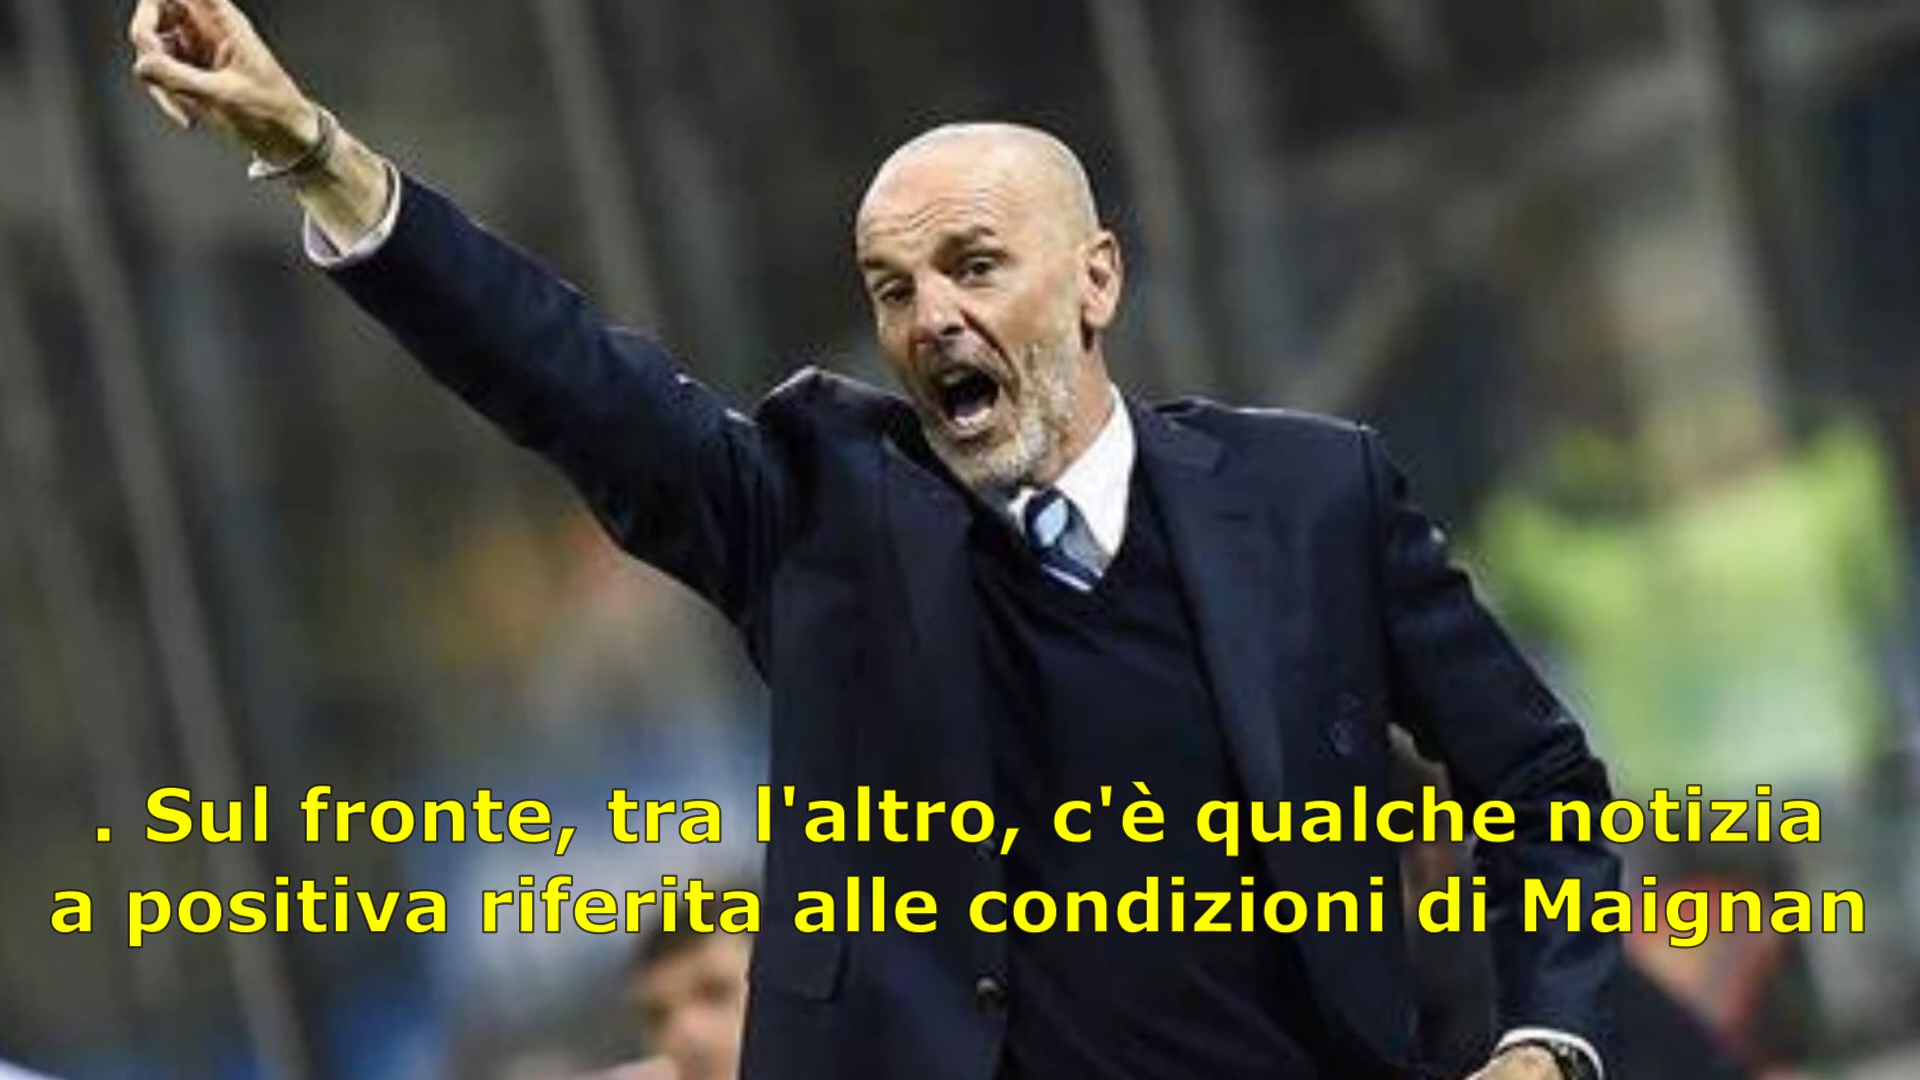 . Sul fronte, tra l'altro, c'è qualche notizia
a positiva riferita alle condizioni di Maignan